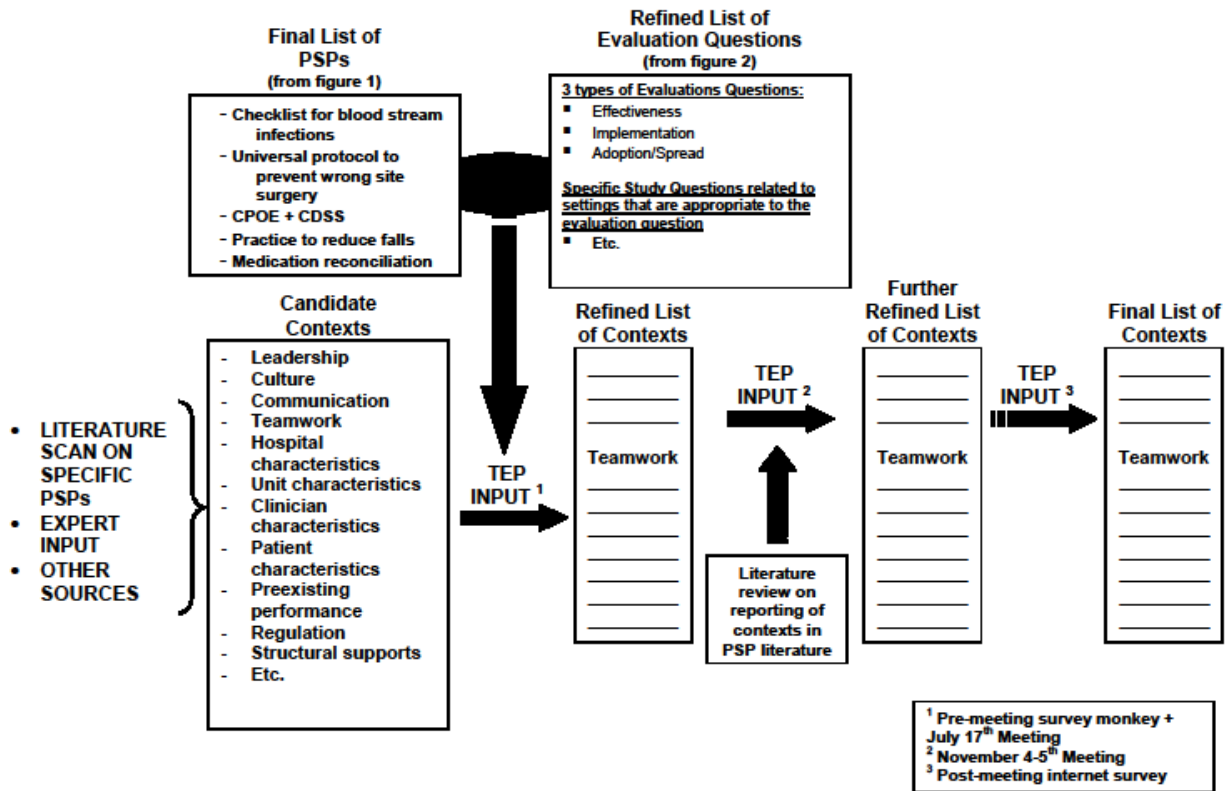 Final List of
PSPs
(from figure 1)
- Checklist for blood stream
infections
- Universal protocol to
prevent wrong site
surgery
- CPOE + CDSS
- Practice to reduce falls
- Medication reconciliation
Refined List of
Evaluation Questions
(from figure 2)
3 types of Evaluations Questions:
▪ Effectiveness
▪ Implementation
▪ Adoption/Spread
Specific Study Questions related to
settings that are appropriate to the
evaluation question
▪ Etc.
• LITERATURE
SCAN ON
SPECIFIC
PSPs
• EXPERT
INPUT
• OTHER
SOURCES
Candidate
Contexts
- Leadership
- Culture
- Communication
- Teamwork
- Hospital
characteristics
- Unit characteristics
- Clinician
characteristics
- Patient
characteristics
- Preexisting
performance
- Regulation
- Structural supports
- Etc.
TEP
INPUT 1
Refined List
of Contexts
Teamwork
TEP
INPUT 2
Literature
review on
reporting of
contexts in
PSP literature
Further
Refined List
of Contexts
Teamwork
TEP
INPUT 3
Final List of
Contexts
Teamwork
1 Pre-meeting survey monkey +
July 17th Meeting
2 November 4-5th Meeting
3 Post-meeting internet survey